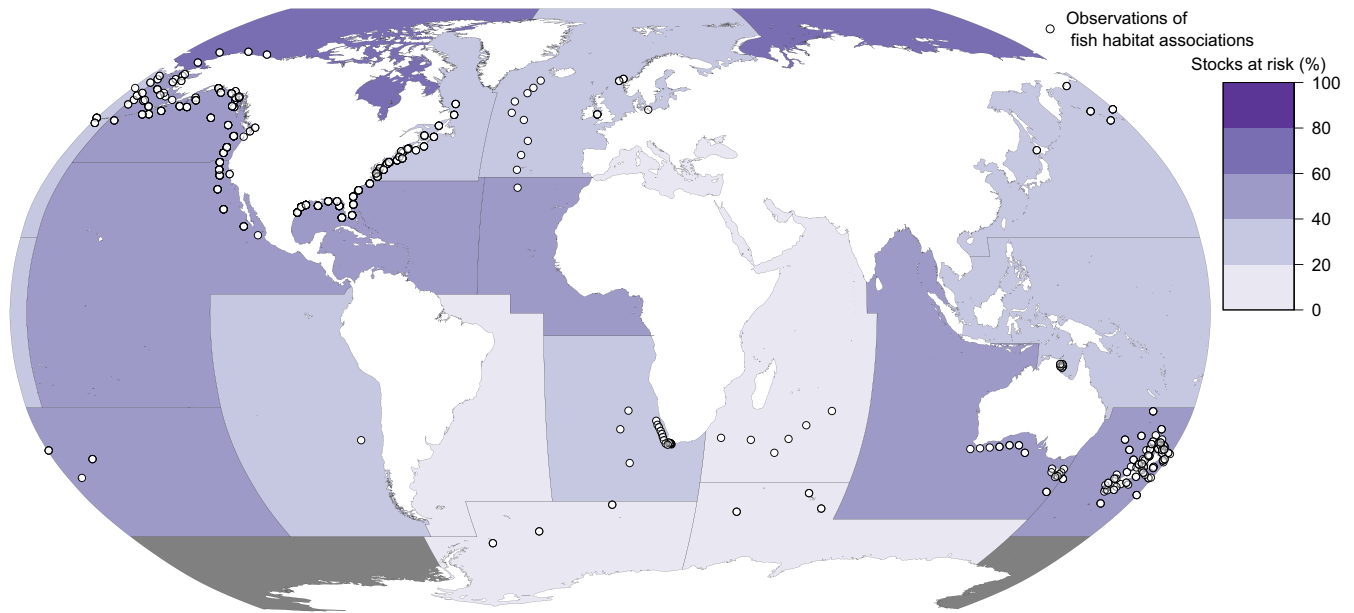 Observations of
fish habitat associations
Stocks at risk (%)
100
80
60
40
20
0